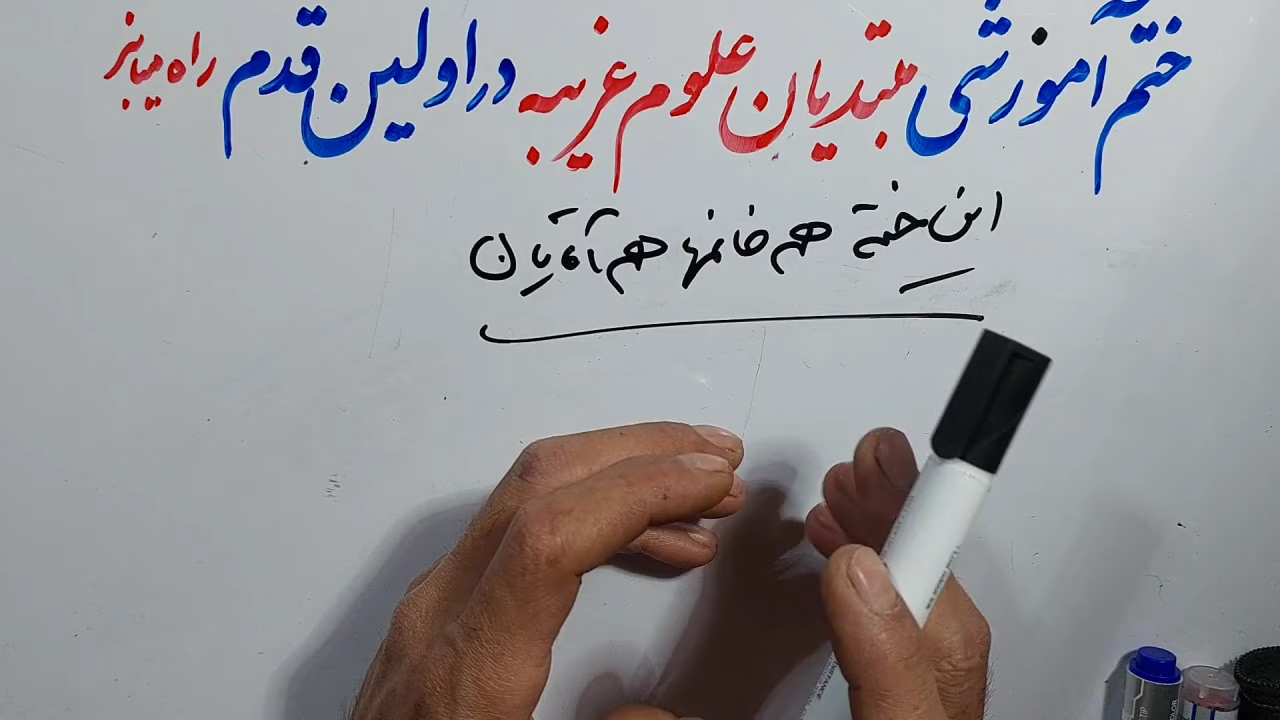 ختم آموزشی مبتدیان علوم غریبه در اولین قدم راه میانبر
این ختم هم خانمها هم آقایان